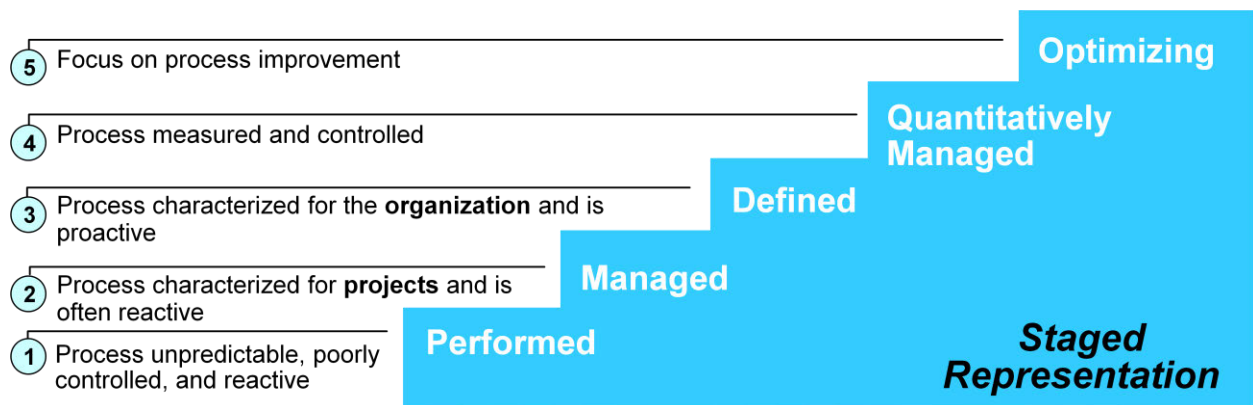 5 Focus on process improvement
Optimizing
4 Process measured and controlled
Quantitatively
Managed
3 Process characterized for the organization and is
proactive
Defined
2 Process characterized for projects and is
often reactive
Managed
1 Process unpredictable, poorly
controlled, and reactive
Performed
Staged
Representation